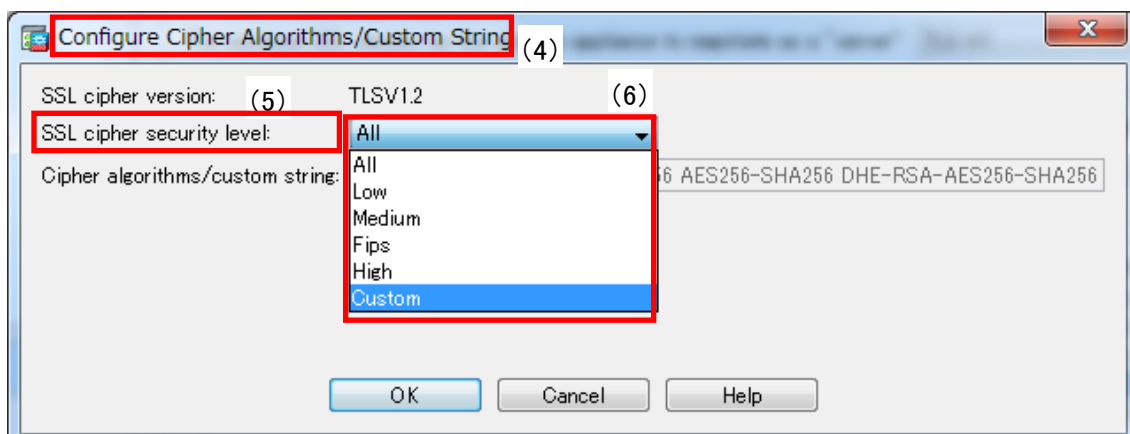 Configure Cipher Algorithms/Custom String
(4)
SSL cipher version: (5) TLSV1.2 (6)
SSL cipher security level: All
Cipher algorithms/custom string: AES256-SHA256 DHE-RSA-AES256-SHA256
All
Low
Medium
Fips
High
Custom
OK Cancel Help